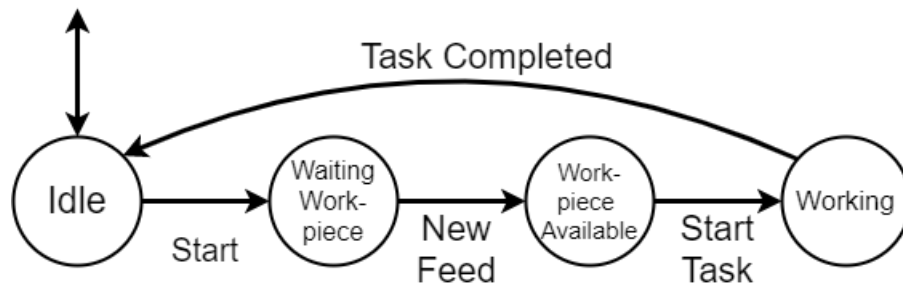 Task Completed
Idle
Start
Waiting
Work-
piece
New
Feed
Work-
piece
Available
Start
Task
Working